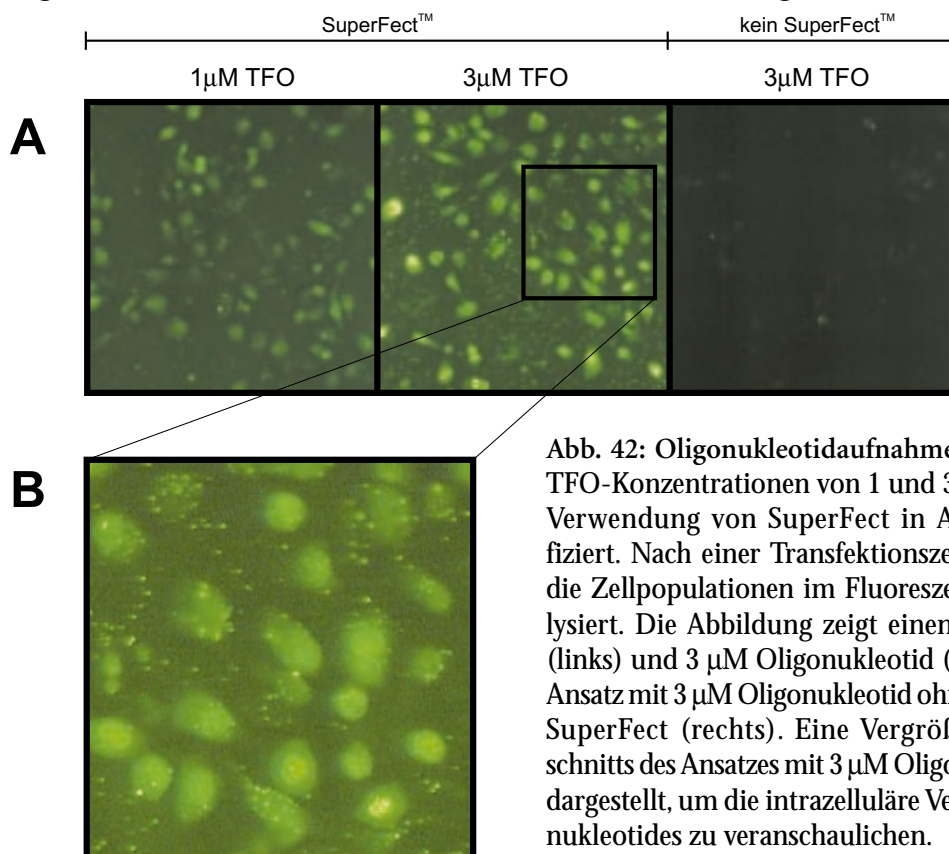 SuperFect™ kein SuperFect™
1µM TFO 3µM TFO 3µM TFO
A
B
Abb. 42: Oligonukleotidaufnahme
TFO-Konzentrationen von 1 und 3
Verwendung von SuperFect in A
fiziert. Nach einer Transfektionsze
die Zellpopulationen im Fluoresze
lysiert. Die Abbildung zeigt einen
(links) und 3 µM Oligonukleotid (
Ansatz mit 3 µM Oligonukleotid oh
SuperFect (rechts). Eine Vergröß
schnitts des Ansatzes mit 3 µM Oligo
dargestellt, um die intrazelluläre Ve
nukleotides zu veranschaulichen.